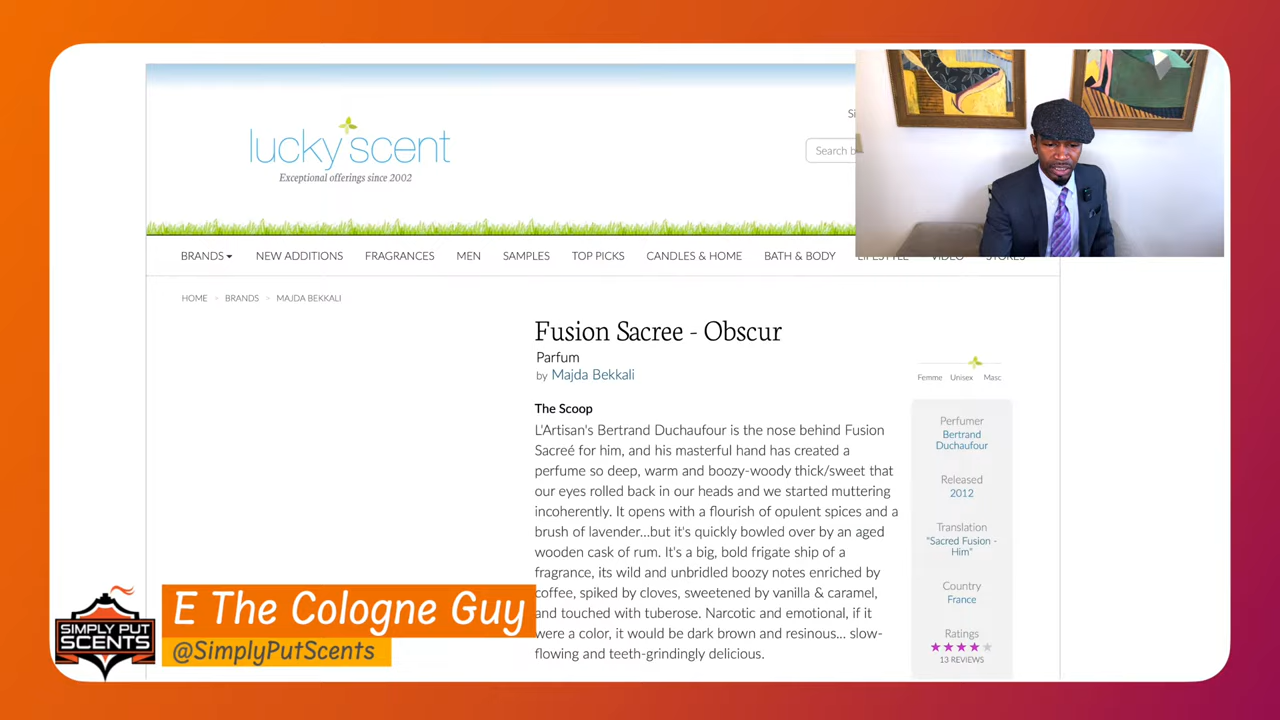 lucky scent
Exceptional offerings since 2002
Search b
BRANDS
NEW ADDITIONS
FRAGRANCES
MEN
SAMPLES
TOP PICKS
CANDLES & HOME
BATH & BODY
LIFESTYLE
VIDEO
STORES
HOME > BRANDS > MAJDA BEKKALI
Fusion Sacree - Obscur
Parfum
by Majda Bekkali
The Scoop
L'Artisan's Bertrand Duchaufour is the nose behind Fusion
Sacreé for him, and his masterful hand has created a
perfume so deep, warm and boozy-woody thick/sweet that
our eyes rolled back in our heads and we started muttering
incoherently. It opens with a flourish of opulent spices and a
brush of lavender...but it's quickly bowled over by an aged
wooden cask of rum. It's a big, bold frigate ship of a
fragrance, its wild and unbridled boozy notes enriched by
coffee, spiked by cloves, sweetened by vanilla & caramel,
and touched with tuberose. Narcotic and emotional, if it
were a color, it would be dark brown and resinous... slow-
flowing and teeth-grindingly delicious.
Femme Unisex Masc
Perfumer
Bertrand
Duchaufour
Released
2012
Translation
"Sacred Fusion -
Him"
Country
France
Ratings
13 REVIEWS
SIMPLY PUT
SCENTS
E The Cologne Guy
@SimplyPutScents